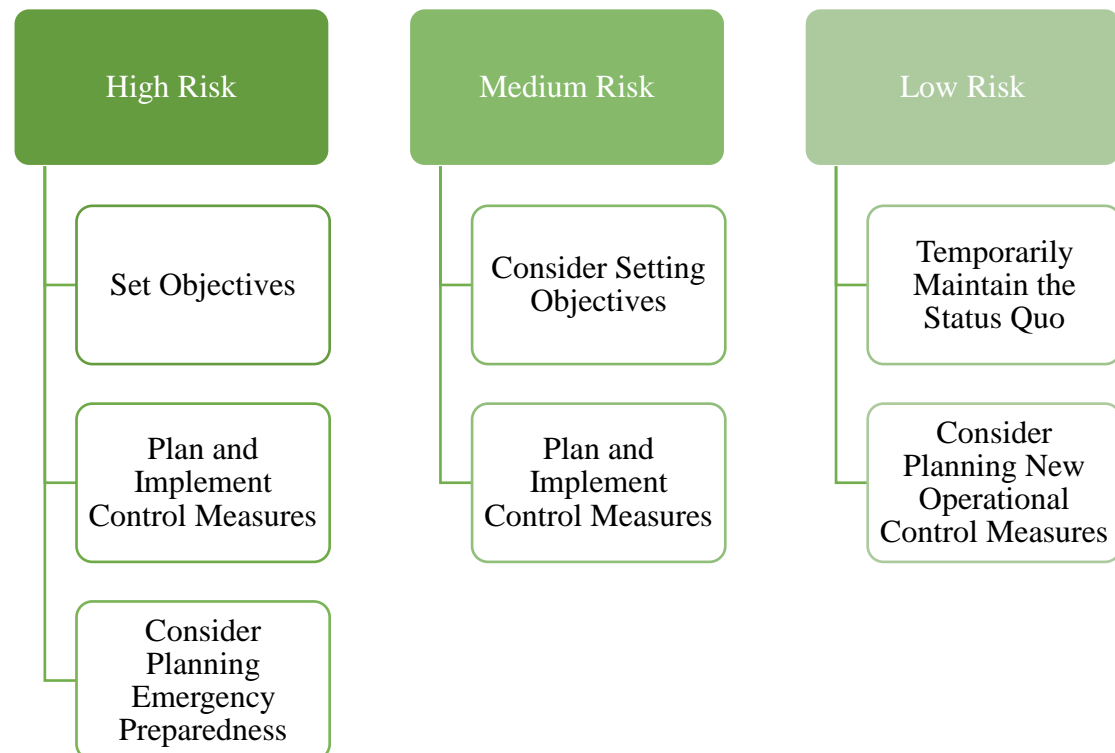 High Risk
Set Objectives
Plan and
Implement
Control Measures
Consider
Planning
Emergency
Preparedness
Medium Risk
Consider Setting
Objectives
Plan and
Implement
Control Measures
Low Risk
Temporarily
Maintain the
Status Quo
Consider
Planning New
Operational
Control Measures